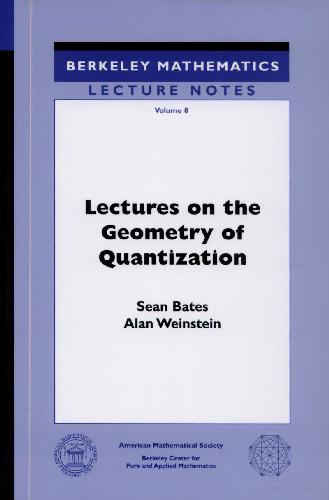 BERKELEY MATHEMATICS
LECTURE NOTES
Volume 8
Lectures on the
Geometry of
Quantization
Sean Bates
Alan Weinstein
American Mathematical Society
Berkeley Center for
Pure and Applied Mathematics